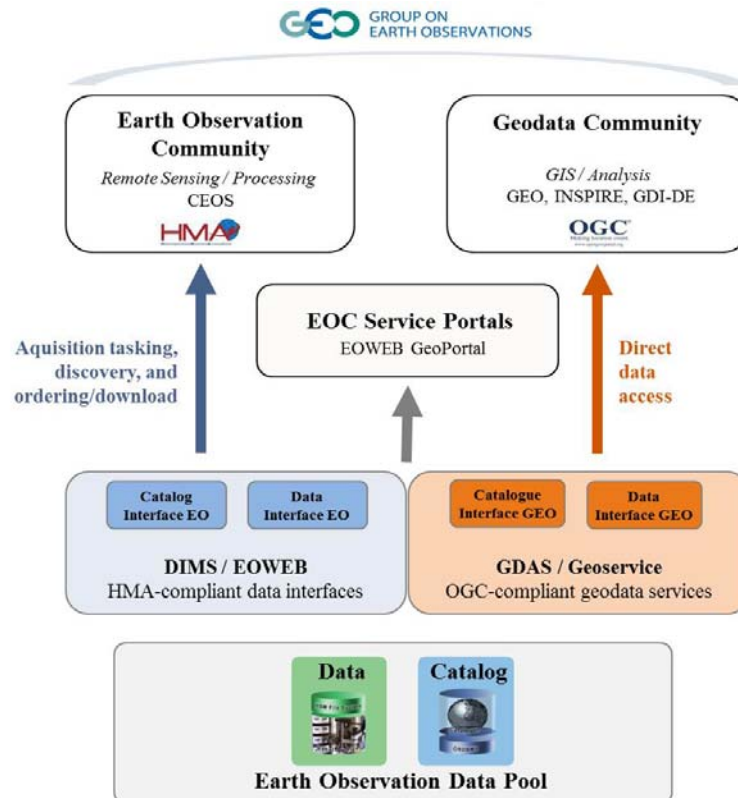 GEO GROUP ON
EARTH OBSERVATIONS
Earth Observation
Community
Remote Sensing / Processing
CEOS
HMA
Geodata Community
GIS / Analysis
GEO, INSPIRE, GDI-DE
OGC
EOC Service Portals
EOWEB GeoPortal
Aquisition tasking,
discovery, and
ordering/download
Direct
data
access
Catalog
Interface EO
Data
Interface EO
Catalogue
Interface GEO
Data
Interface GEO
DIMS / EOWEB
HMA-compliant data interfaces
GDAS / Geoservice
OGC-compliant geodata services
Data
Catalog
Earth Observation Data Pool